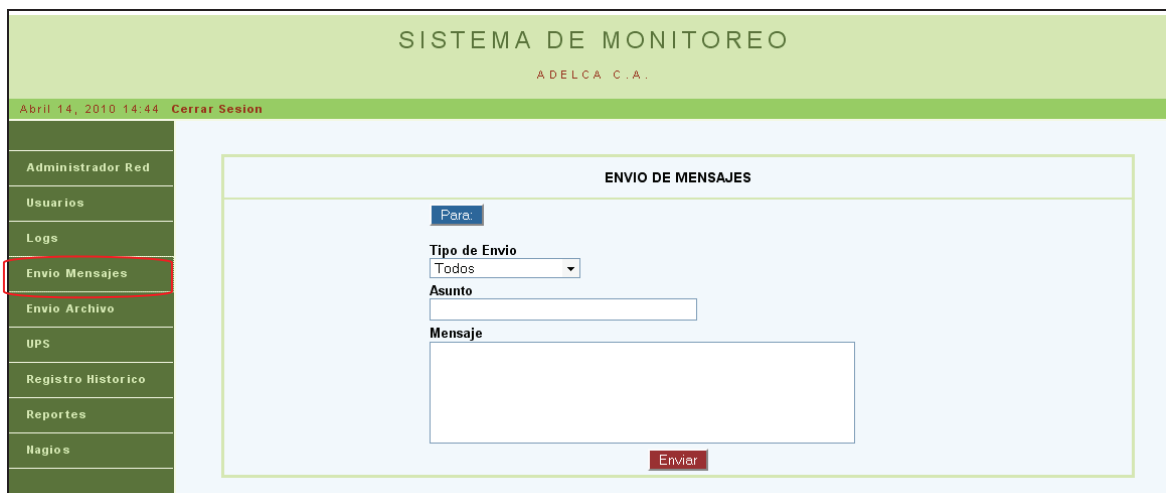 SISTEMA DE MONITOREO
ADELCA C.A.
Abril 14, 2010 14:44 Cerrar Sesion
Administrador Red
Usuarios
Logs
Envio Mensajes
Envio Archivo
UPS
Registro Historico
Reportes
Nagios
ENVIO DE MENSAJES
Para:
Tipo de Envio
Todos
Asunto
Mensaje
Enviar